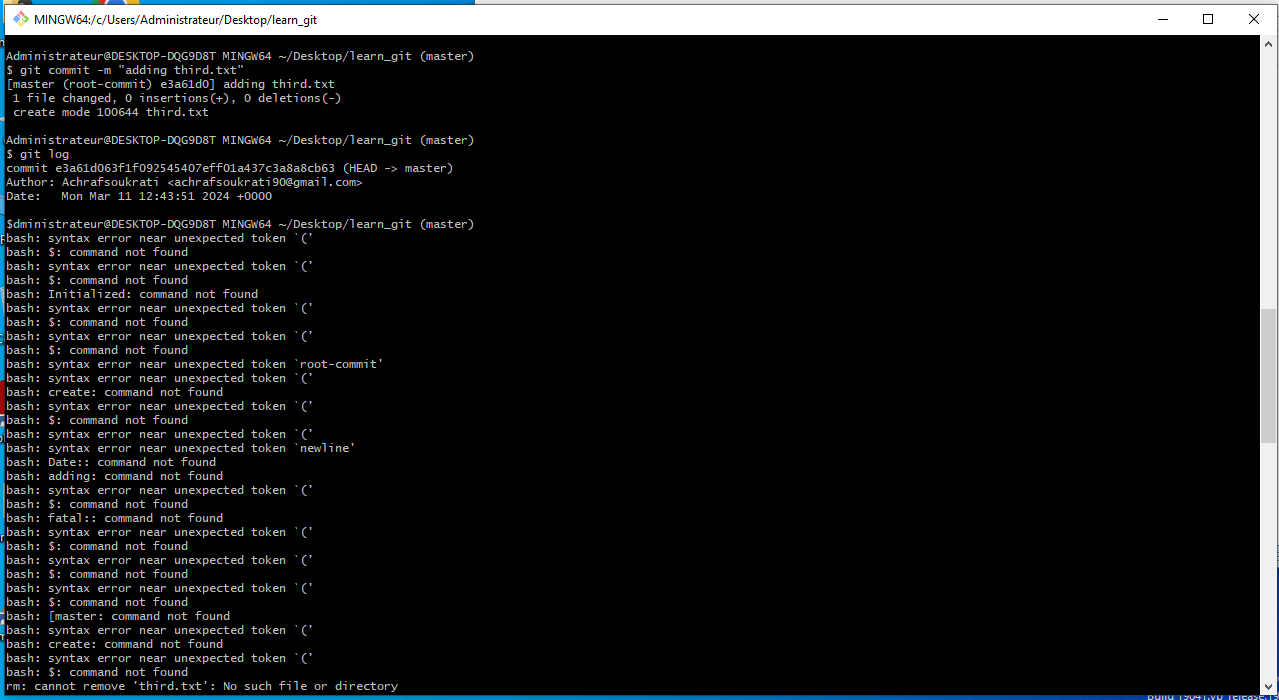 MINGW64:/c/Users/Administrateur/Desktop/learn_git
Administrateur@DESKTOP-DQG9D8T MINGW64 ~/Desktop/learn_git (master)
$ git commit -m "adding third.txt"
[master (root-commit) e3a61d0] adding third.txt
 1 file changed, 0 insertions(+), 0 deletions(-)
 create mode 100644 third.txt
Administrateur@DESKTOP-DQG9D8T MINGW64 ~/Desktop/learn_git (master)
$ git log
commit e3a61d063f1f092545407eff01a437c3a8a8cb63 (HEAD -> master)
Author: Achrafsoukrati <achrafsoukrati90@gmail.com>
Date:   Mon Mar 11 12:43:51 2024 +0000
$dministrateur@DESKTOP-DQG9D8T MINGW64 ~/Desktop/learn_git (master)
bash: syntax error near unexpected token `('
bash: $: command not found
bash: syntax error near unexpected token `('
bash: $: command not found
bash: Initialized: command not found
bash: syntax error near unexpected token `('
bash: $: command not found
bash: syntax error near unexpected token `('
bash: $: command not found
bash: syntax error near unexpected token `root-commit'
bash: syntax error near unexpected token `('
bash: create: command not found
bash: syntax error near unexpected token `('
bash: $: command not found
bash: syntax error near unexpected token `('
bash: syntax error near unexpected token `newline'
bash: Date:: command not found
bash: adding: command not found
bash: syntax error near unexpected token `('
bash: $: command not found
bash: fatal:: command not found
bash: syntax error near unexpected token `('
bash: $: command not found
bash: syntax error near unexpected token `('
bash: $: command not found
bash: syntax error near unexpected token `('
bash: $: command not found
bash: [master: command not found
bash: syntax error near unexpected token `('
bash: create: command not found
bash: syntax error near unexpected token `('
bash: $: command not found
rm: cannot remove 'third.txt': No such file or directory